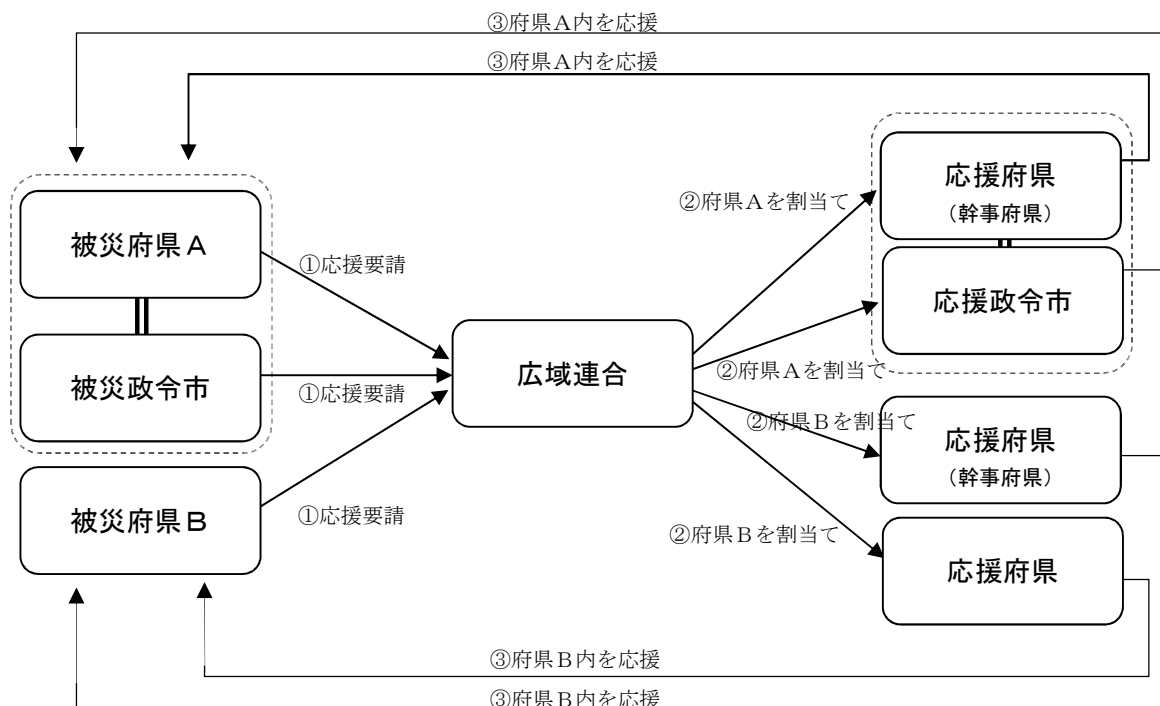 ③府県A内を応援
③府県A内を応援
応援府県
(幹事府県)
②府県Aを割当て
被災府県A
①応援要請
応援政令市
広域連合
②府県Aを割当て
被災政令市
①応援要請
②府県Bを割当て
応援府県
(幹事府県)
被災府県B
①応援要請
②府県Bを割当て
応援府県
③府県B内を応援
③府県B内を応援